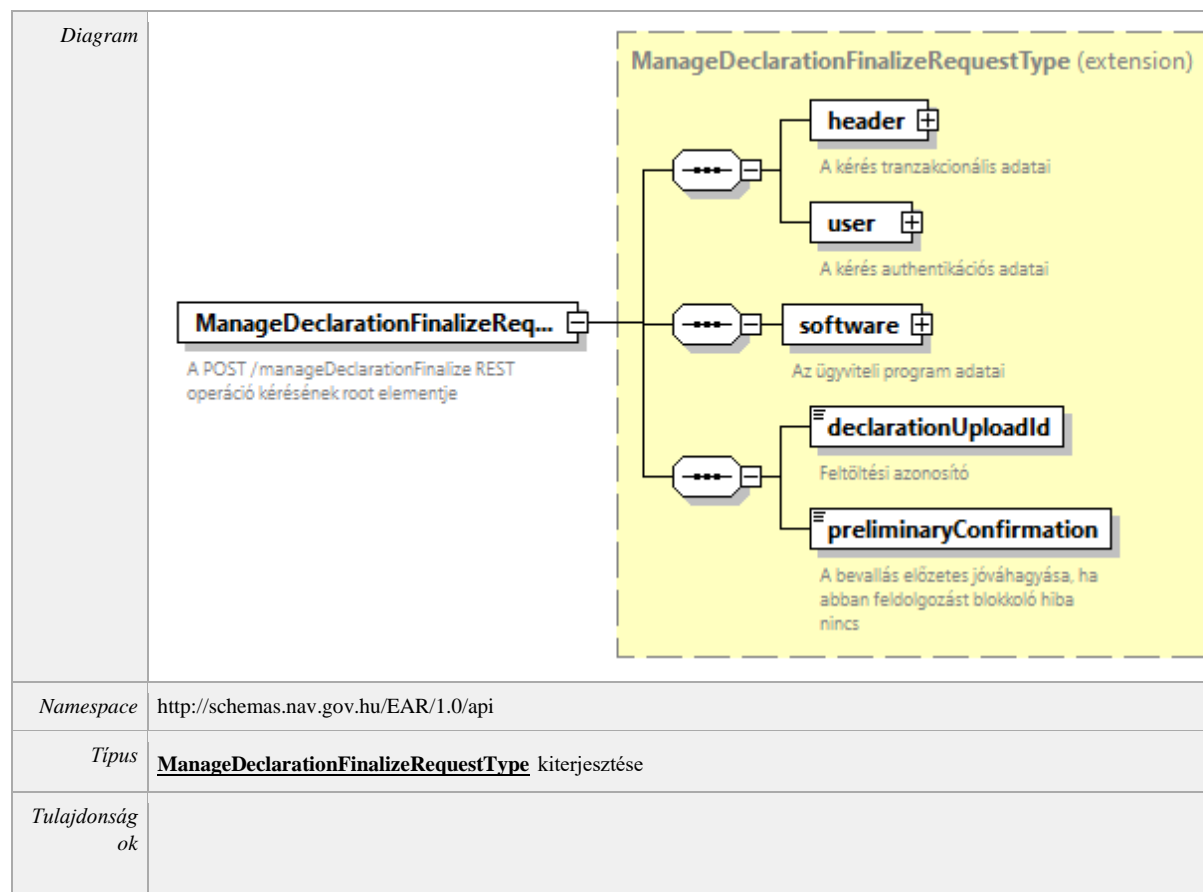 Diagram
ManageDeclarationFinalizeRequestType (extension)
header
A kérés tranzakcionális adatai
user
A kérés authentikációs adatai
ManageDeclarationFinalizeReq...
A POST /manageDeclarationFinalize REST
operáció kérésének root elementje
software
Az ügyviteli program adatai
declarationUploadId
Feltöltési azonosító
preliminaryConfirmation
A bevallás előzetes jóváhagyása, ha
abban feldolgozást blokkoló hiba
nincs
Namespace http://schemas.nav.gov.hu/EAR/1.0/api
Típus ManageDeclarationFinalizeRequestType kiterjesztése
Tulajdonság
ok